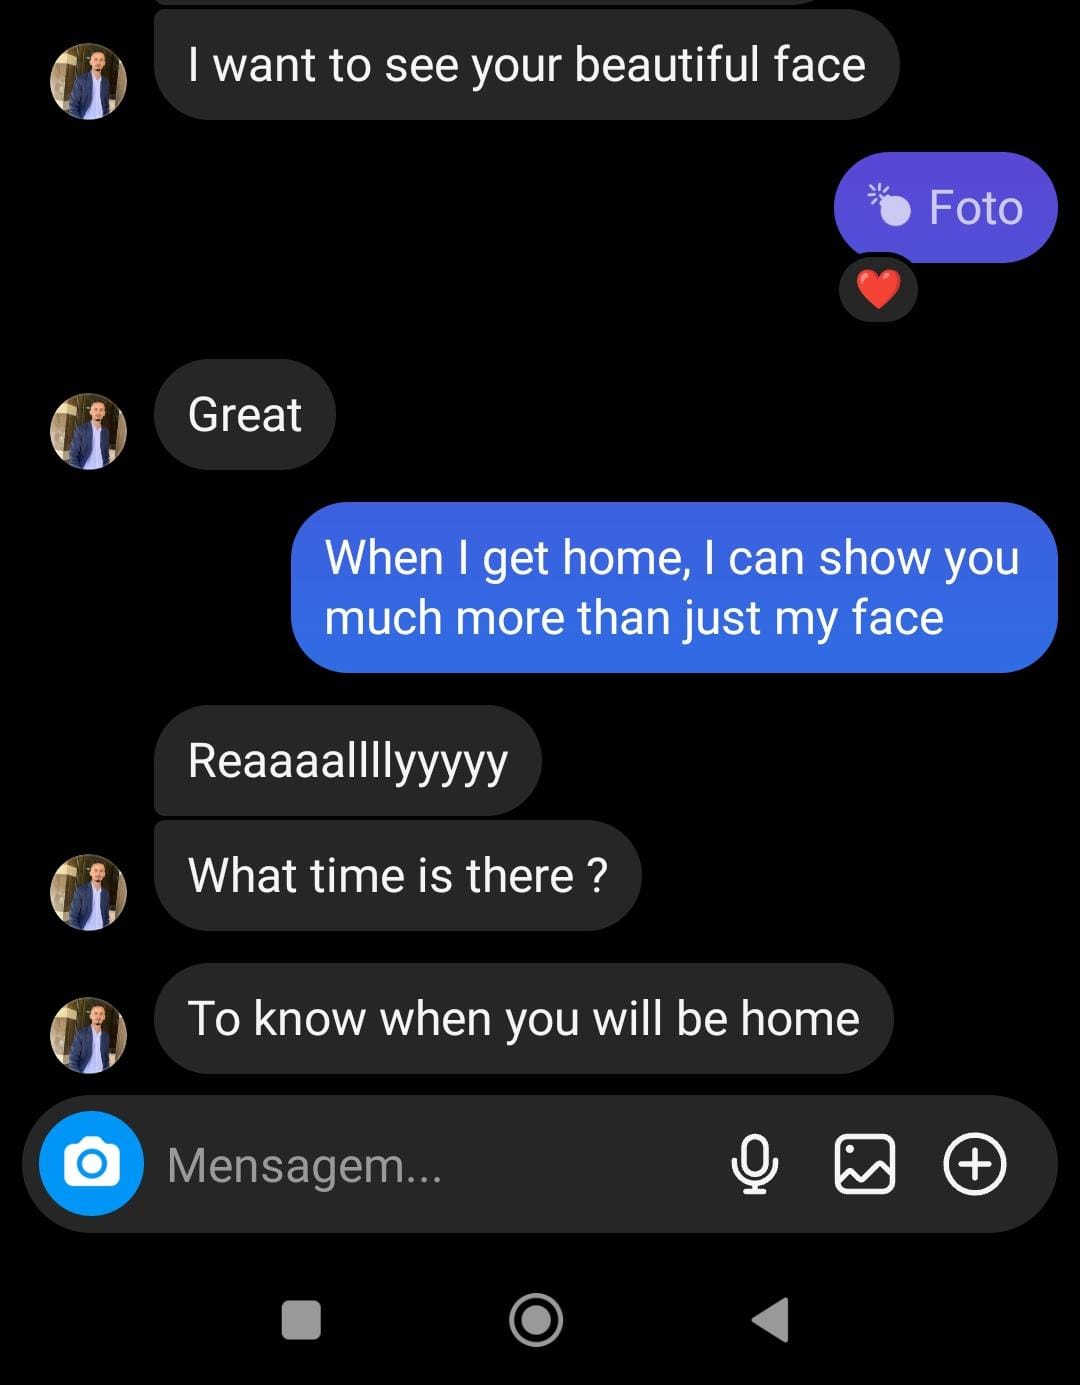 I want to see your beautiful face
Foto
Great
When I get home, I can show you
much more than just my face
Reaaaallllyyyyy
What time is there ?
To know when you will be home
Mensagem...